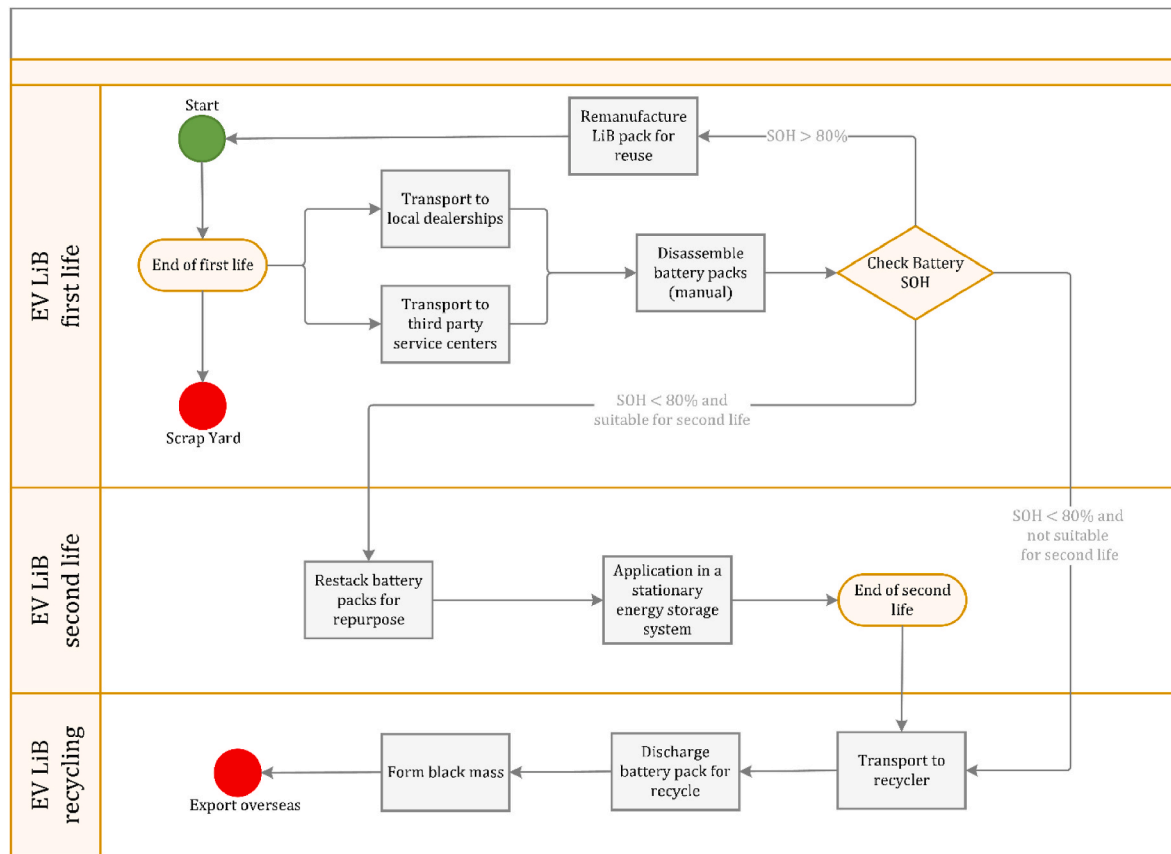 EV LiB
first life
Start
Remanufacture
LiB pack for
reuse
SOH > 80%
Transport to
local dealerships
End of first life
Disassemble
battery packs
(manual)
Check Battery
SOH
Transport to
third party
service centers
Scrap Yard
SOH < 80% and
suitable for second life
EV LiB
second life
SOH < 80% and
not suitable
for second life
Restack battery
packs for
repurpose
Application in a
stationary
energy storage
system
End of second
life
EV LiB
recycling
Export overseas
Form black mass
Discharge
battery pack for
recycle
Transport to
recycler